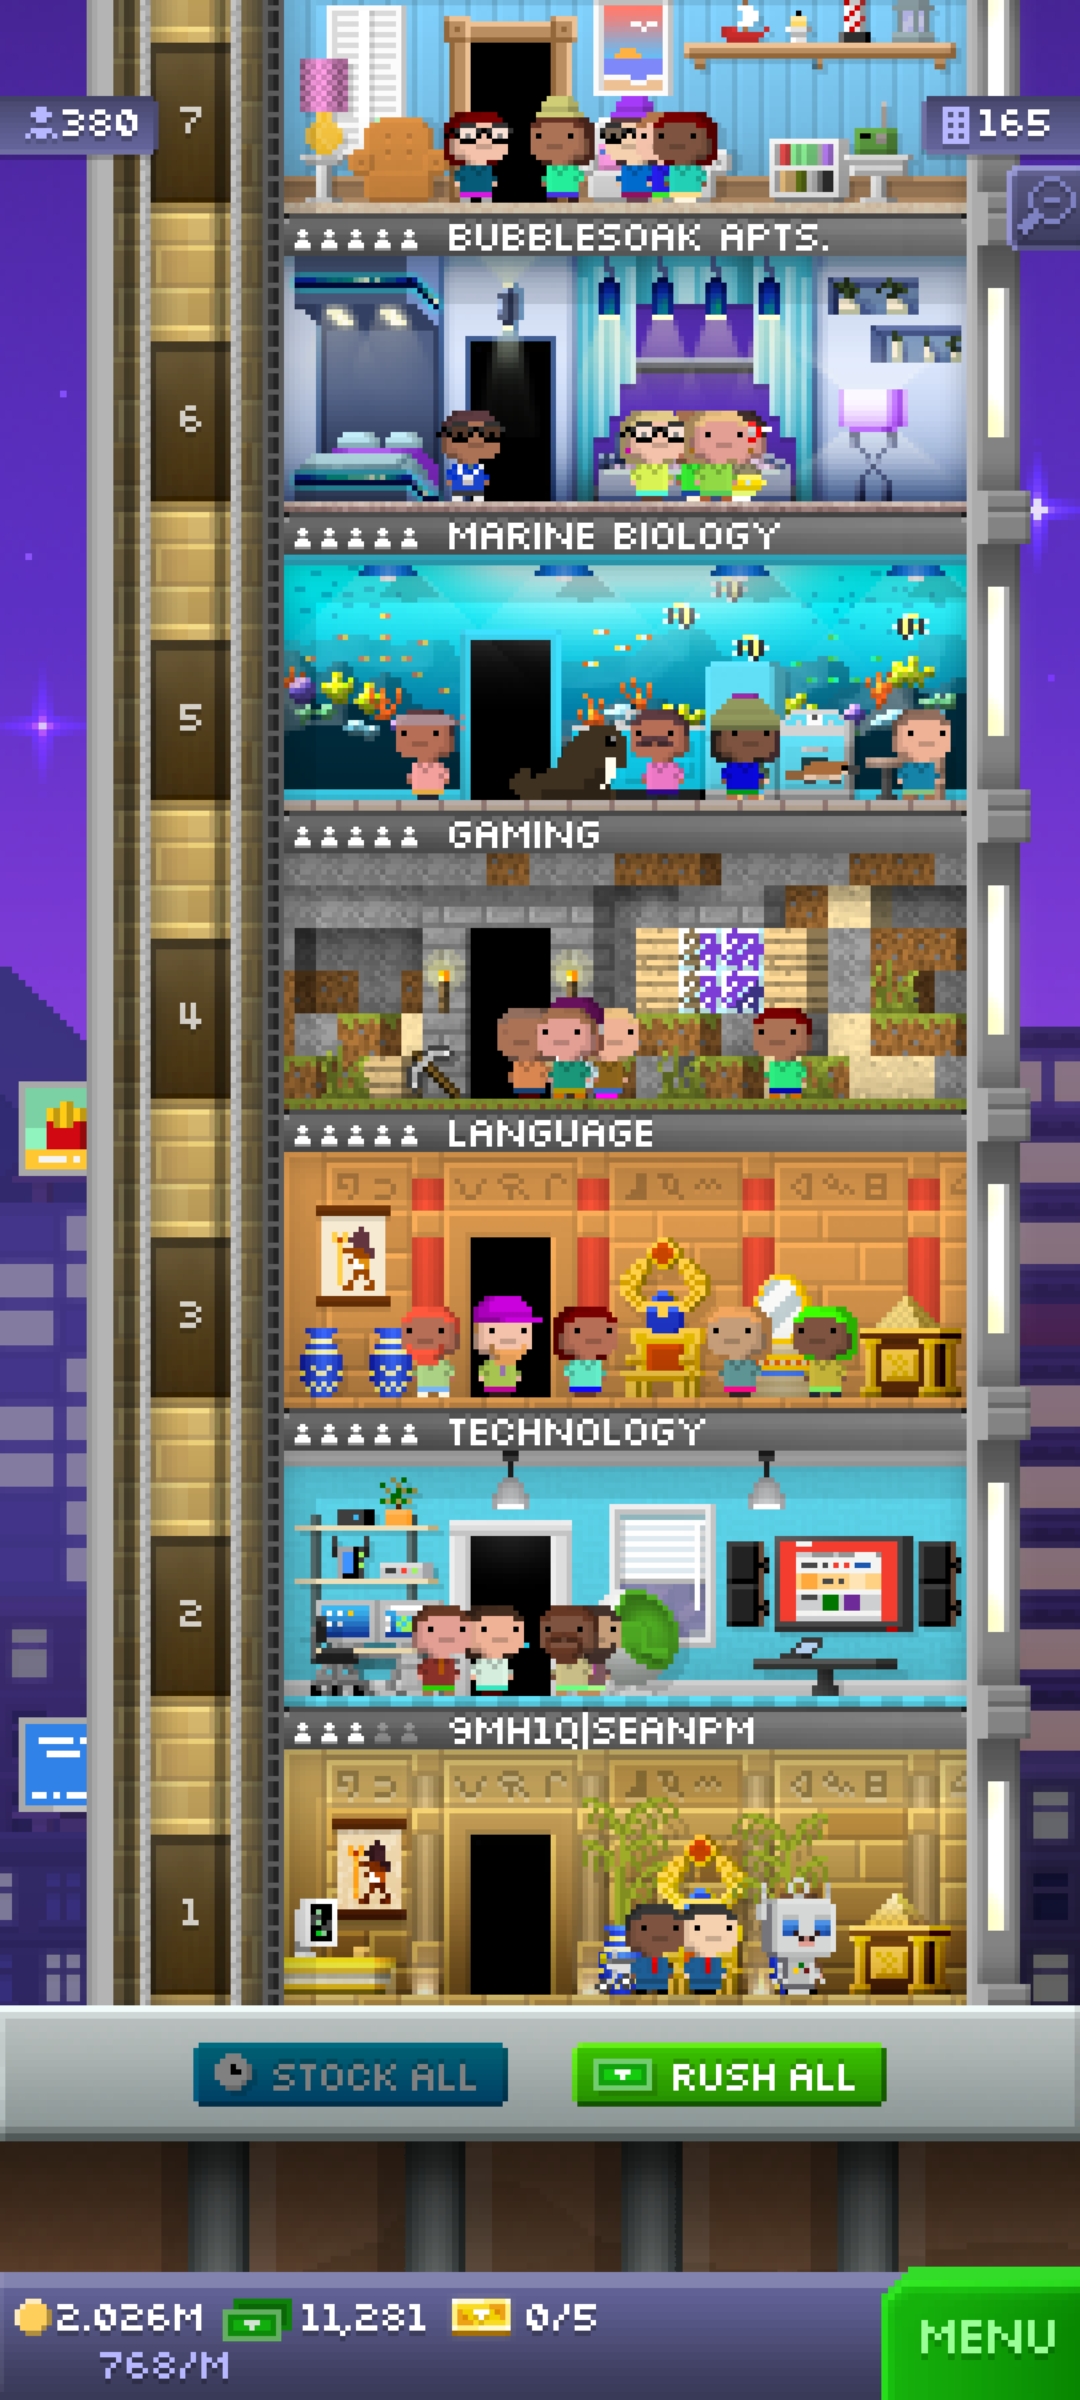 7
380
165
BUBBLESOAK APTS.
6
MARINE BIOLOGY
5
GAMING
4
LANGUAGE
3
TECHNOLOGY
2
9MH1Q|SEANPM
1
STOCK ALL
RUSH ALL
2.026M
11,281
0/5
768/M
MENU